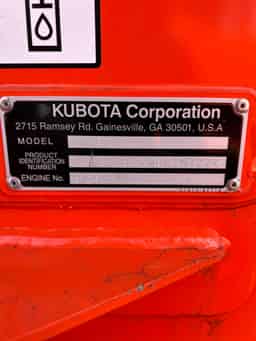 KUBOTA Corporation
2715 Ramsey Rd. Gainesville, GA 30501, U.S.A
MODEL
PRODUCT
IDENTIFICATION
NUMBER
ENGINE No.